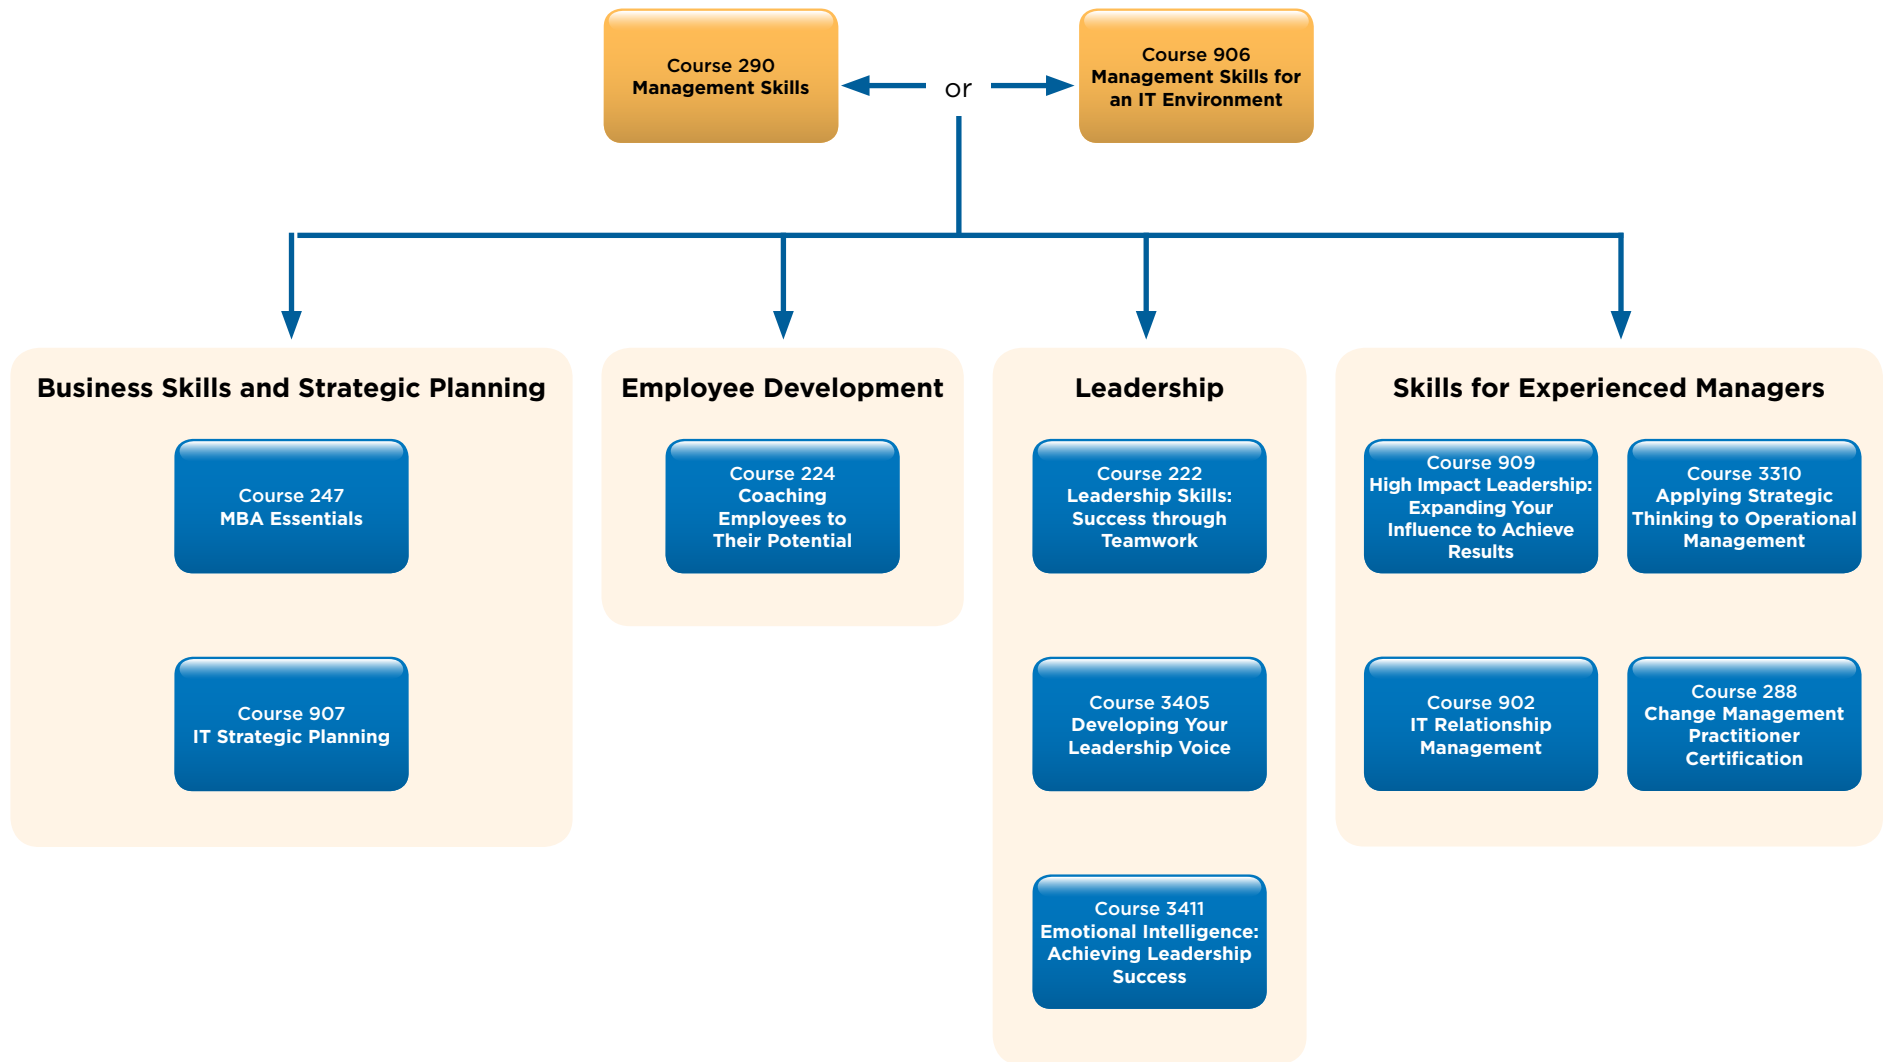 Course 290
Management Skills
or
Course 906
Management Skills for
an IT Environment
Business Skills and Strategic Planning
Course 247
MBA Essentials
Course 907
IT Strategic Planning
Employee Development
Course 224
Coaching
Employees to
Their Potential
Leadership
Course 222
Leadership Skills:
Success through
Teamwork
Course 3405
Developing Your
Leadership Voice
Course 3411
Emotional Intelligence:
Achieving Leadership
Success
Skills for Experienced Managers
Course 909
High Impact Leadership:
Expanding Your
Influence to Achieve
Results
Course 3310
Applying Strategic
Thinking to Operational
Management
Course 902
IT Relationship
Management
Course 288
Change Management
Practitioner
Certification